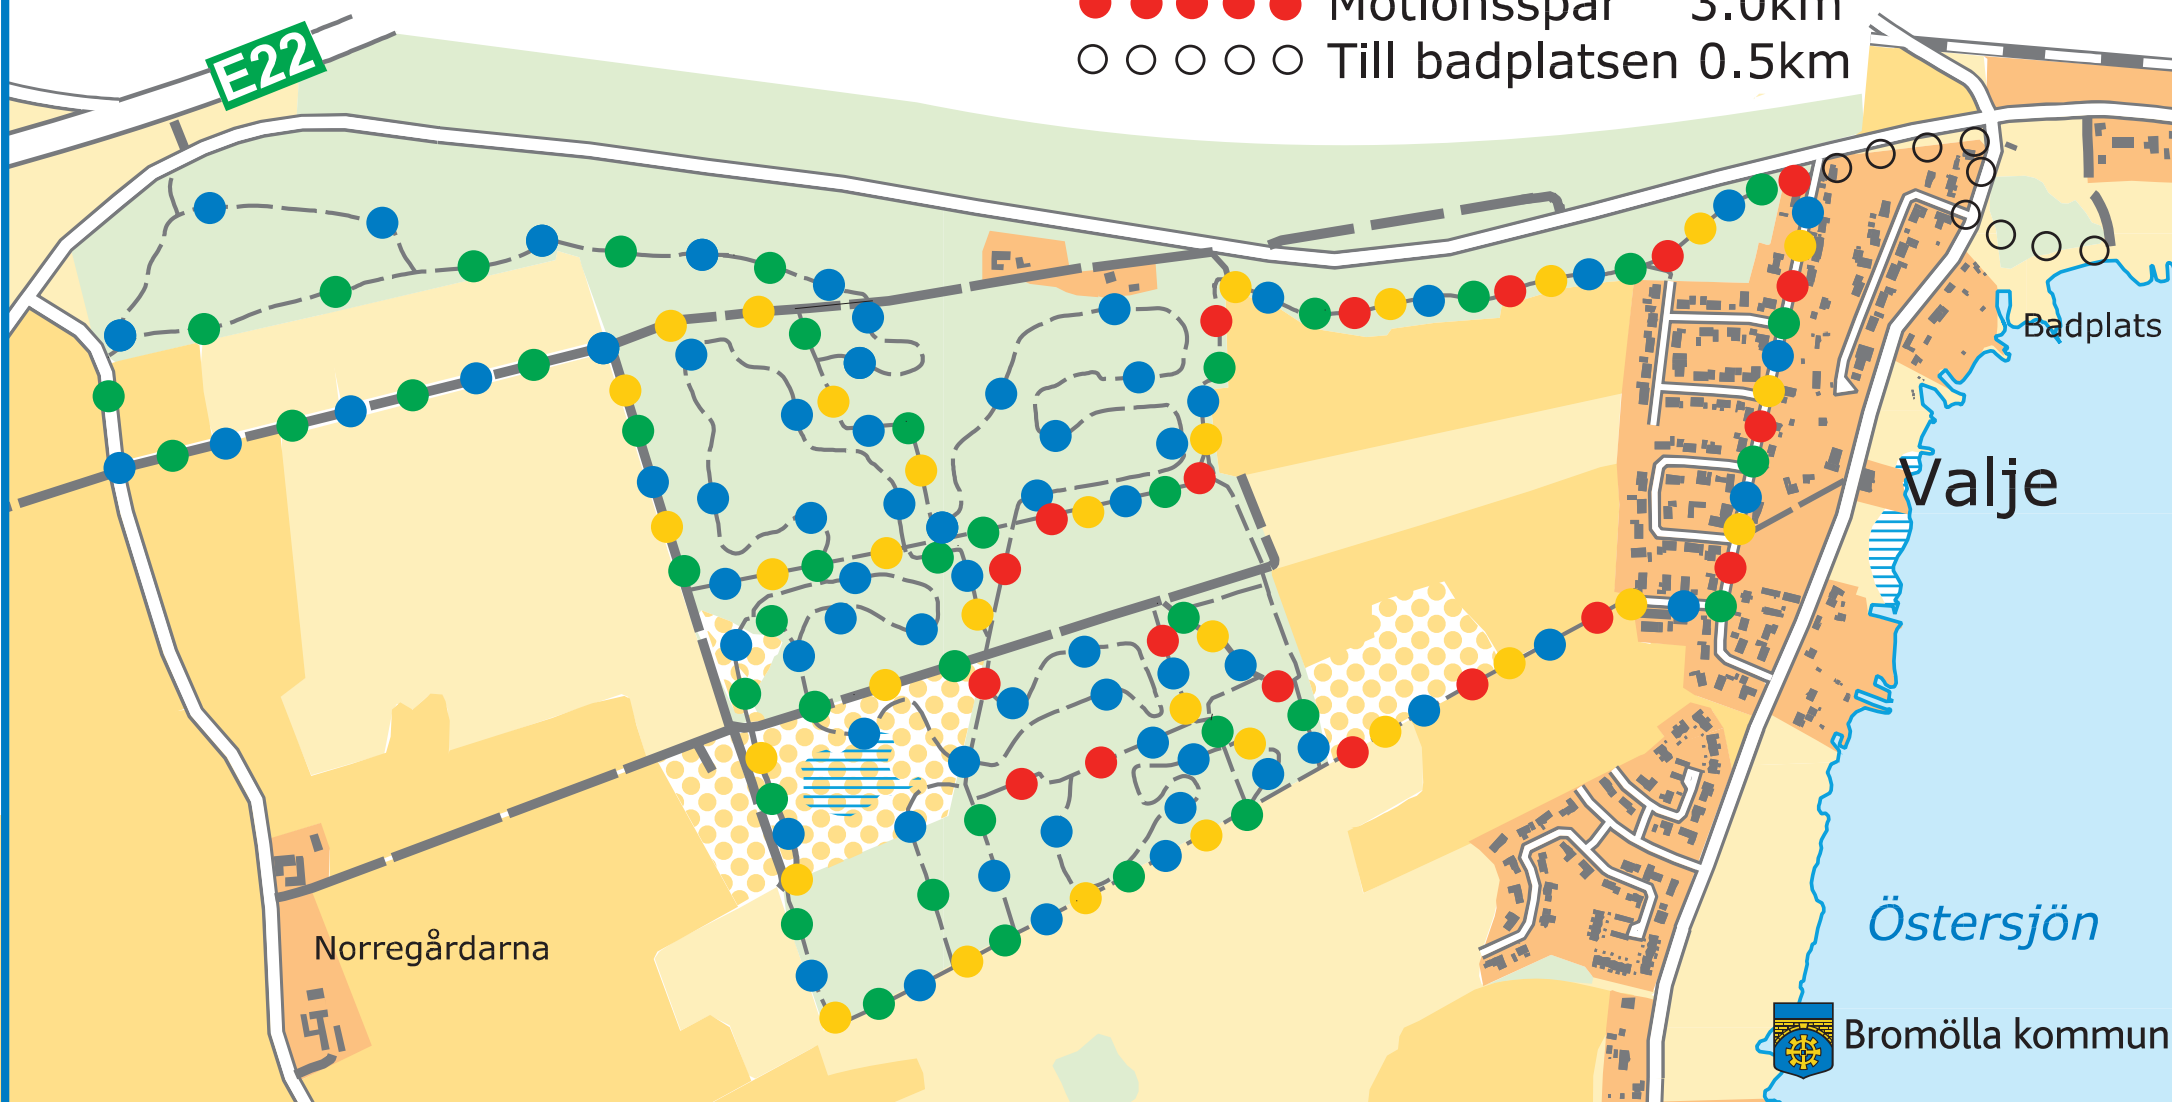 Motionsspår 3.0km
Till badplatsen 0.5km
E22
Badplats
Valje
Östersjön
Norregårdarna
Bromölla kommun